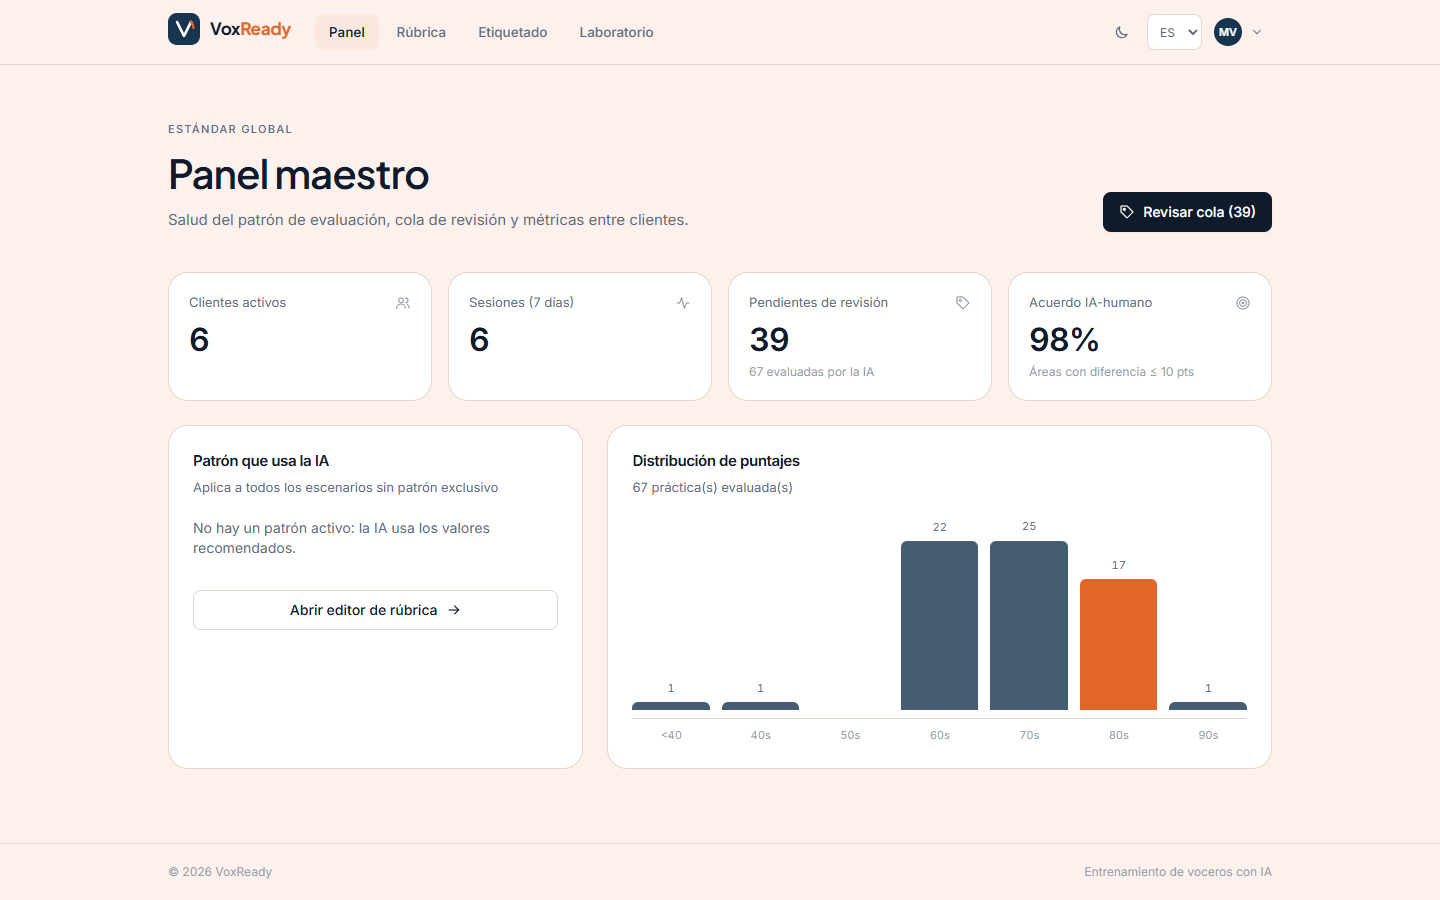 VoxReady
Panel
Rúbrica
Etiquetado
Laboratorio
ES
MV
ESTÁNDAR GLOBAL
Panel maestro
Salud del patrón de evaluación, cola de revisión y métricas entre clientes.
Revisar cola (39)
Clientes activos
6
Sesiones (7 días)
6
Pendientes de revisión
39
67 evaluadas por la IA
Acuerdo IA-humano
98%
Áreas con diferencia ≤ 10 pts
Patrón que usa la IA
Aplica a todos los escenarios sin patrón exclusivo
No hay un patrón activo: la IA usa los valores
recomendados.
Abrir editor de rúbrica →
Distribución de puntajes
67 práctica(s) evaluada(s)
1
1
22
25
17
1
<40
40s
50s
60s
70s
80s
90s
© 2026 VoxReady
Entrenamiento de voceros con IA